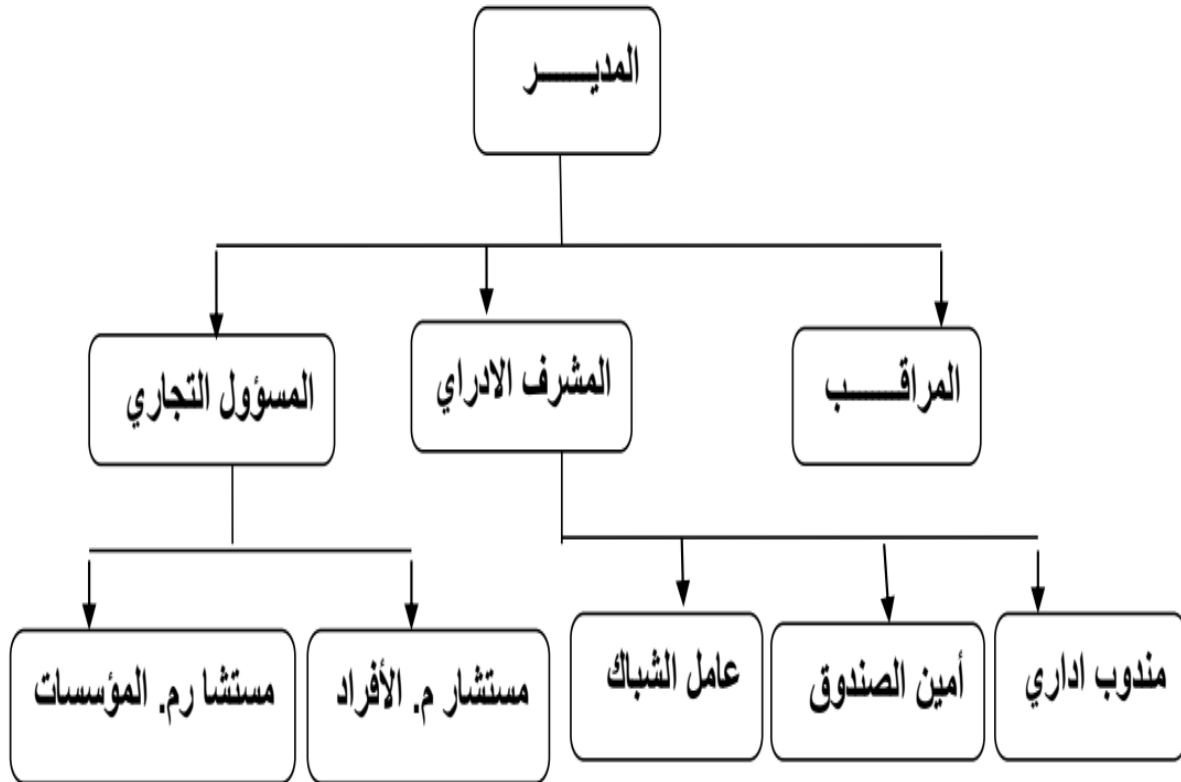 المديـــــر
المراقـــــب
المشرف الادراي
المسؤول التجاري
مندوب اداري
أمين الصندوق
عامل الشباك
مستشار م. الأفراد
مستشا رم. المؤسسات